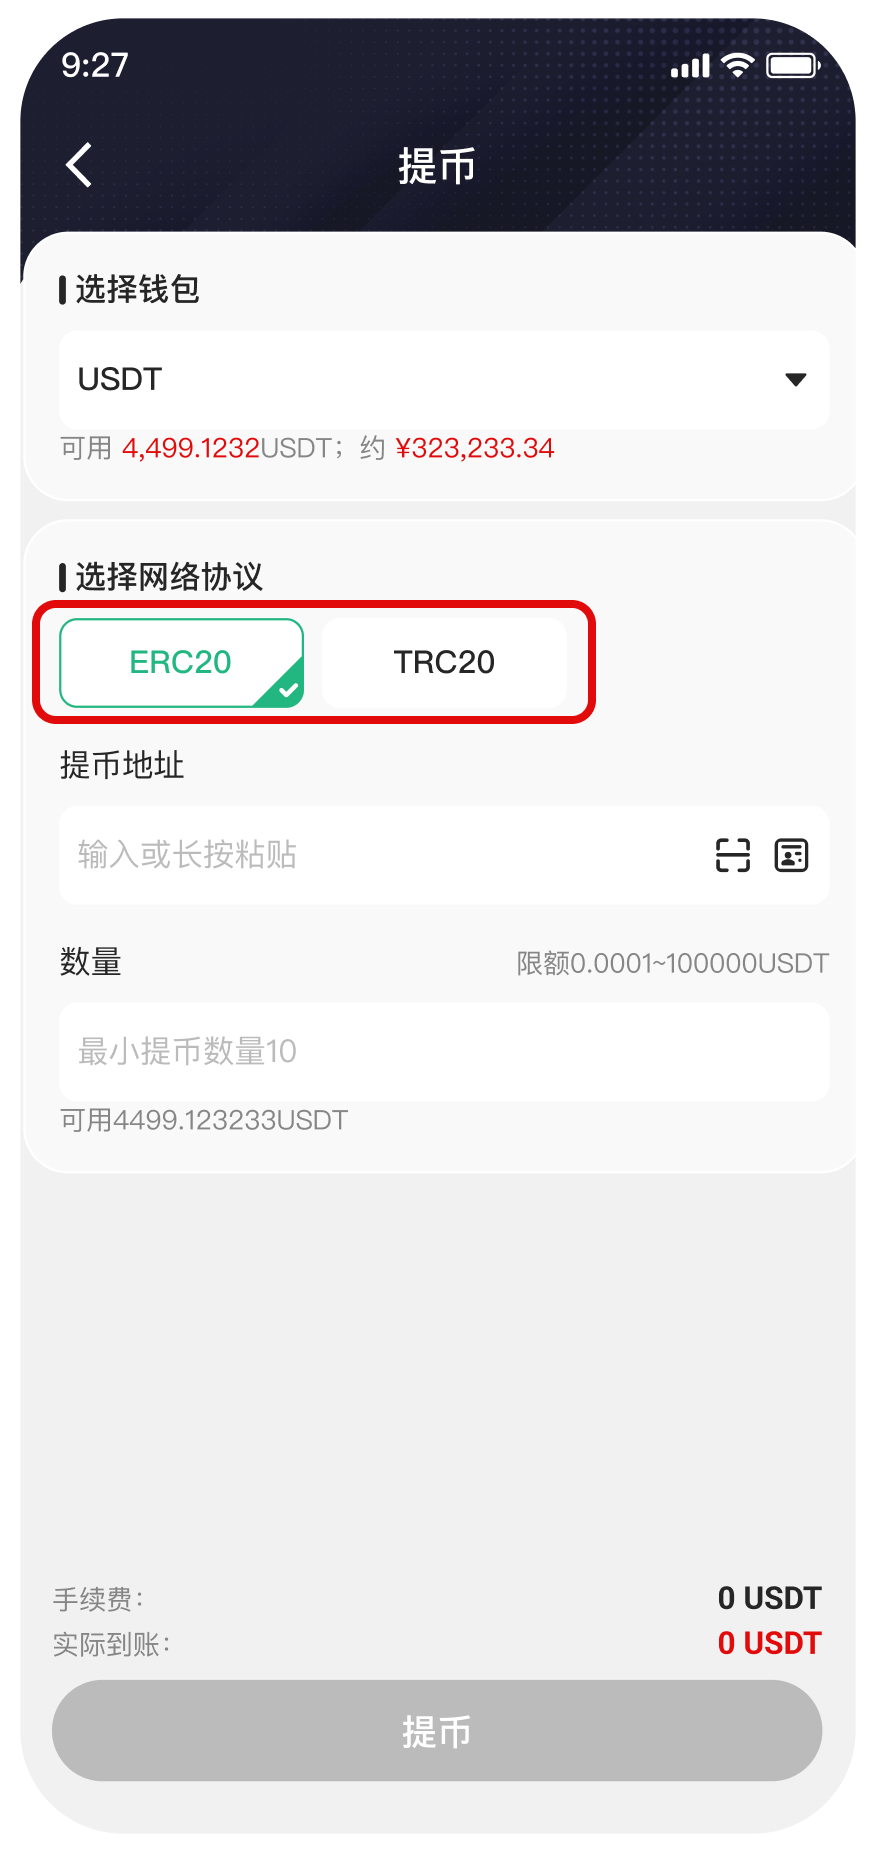 9:27
提币
选择钱包
USDT
可用 4,499.1232USDT；约 ¥323,233.34
选择网络协议
ERC20 TRC20
提币地址
输入或长按粘贴
数量 限额0.0001~100000USDT
最小提币数量10
可用4499.123233USDT
手续费： 0 USDT
实际到账： 0 USDT
提币